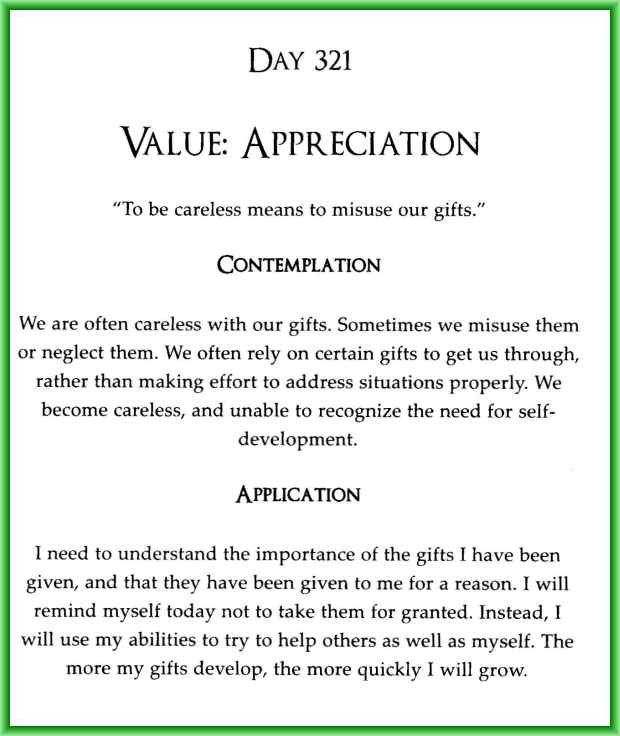 DAY 321
VALUE: APPRECIATION
“To be careless means to misuse our gifts.”
CONTEMPLATION
We are often careless with our gifts. Sometimes we misuse them
or neglect them. We often rely on certain gifts to get us through,
rather than making effort to address situations properly. We
become careless, and unable to recognize the need for self-
development.
APPLICATION
I need to understand the importance of the gifts I have been
given, and that they have been given to me for a reason. I will
remind myself today not to take them for granted. Instead, I
will use my abilities to try to help others as well as myself. The
more my gifts develop, the more quickly I will grow.